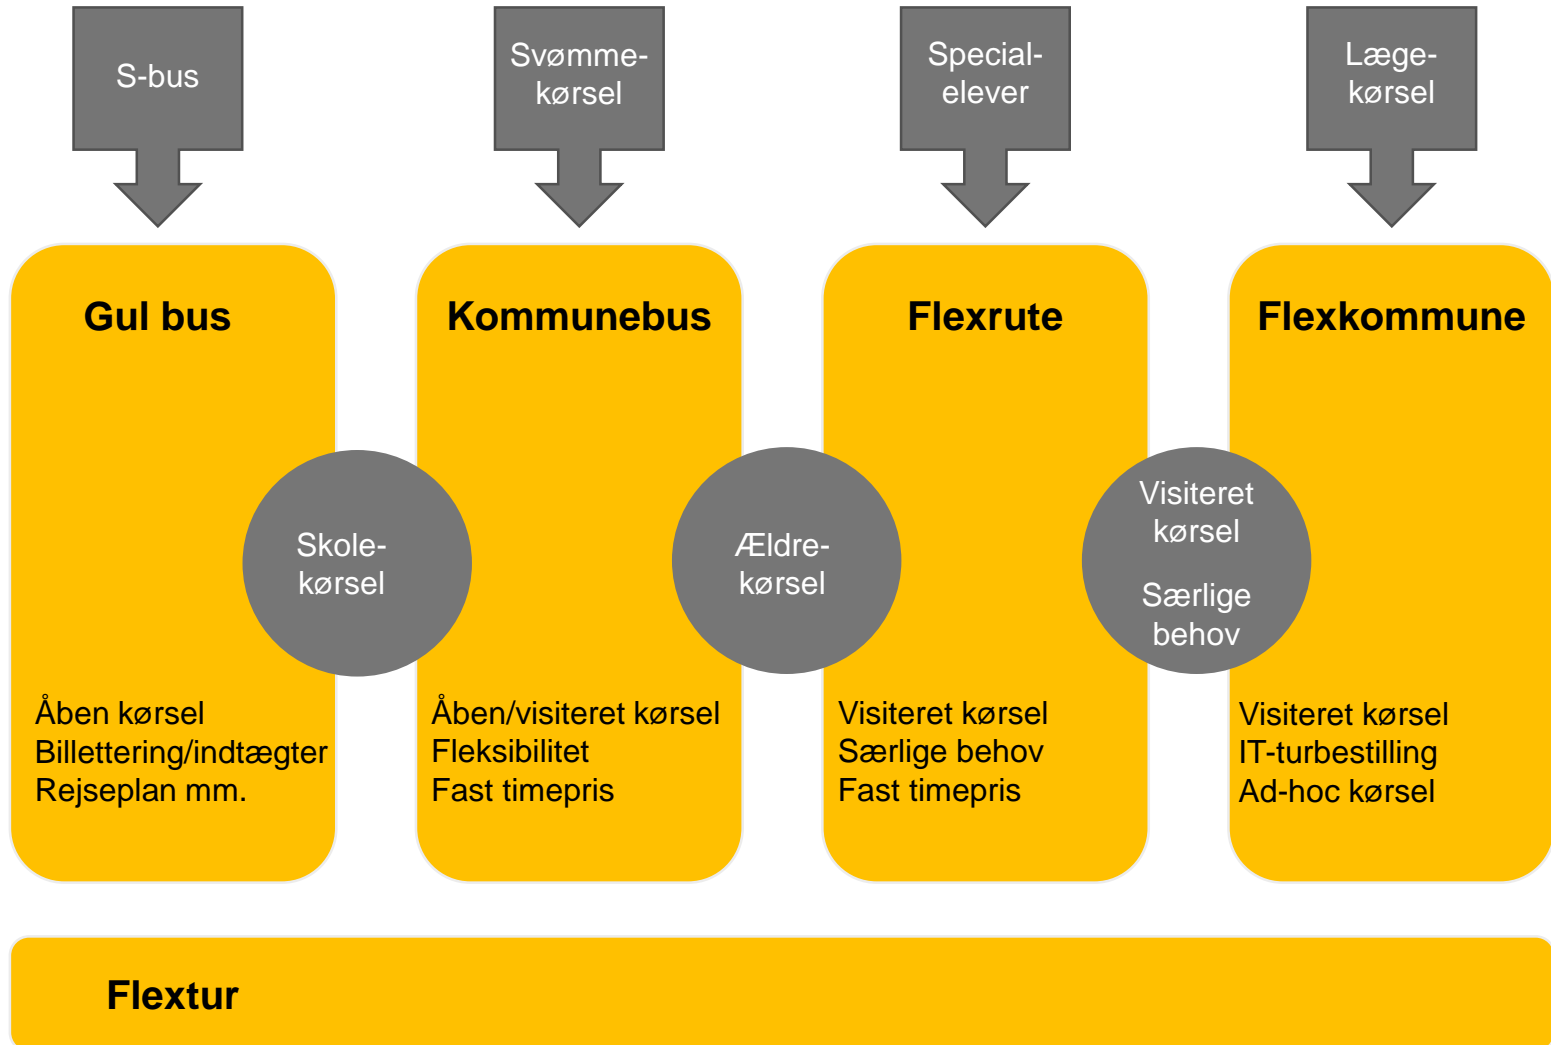 S-bus
Svømme-
kørsel
Special-
elever
Læge-
kørsel
Gul bus
Kommunebus
Flexrute
Flexkommune
Skole-
kørsel
Ældre-
kørsel
Visiteret
kørsel
Særlige
behov
Åben kørsel
Billettering/indtægter
Rejseplan mm.
Åben/visiteret kørsel
Fleksibilitet
Fast timepris
Visiteret kørsel
Særlige behov
Fast timepris
Visiteret kørsel
IT-turbestilling
Ad-hoc kørsel
Flextur